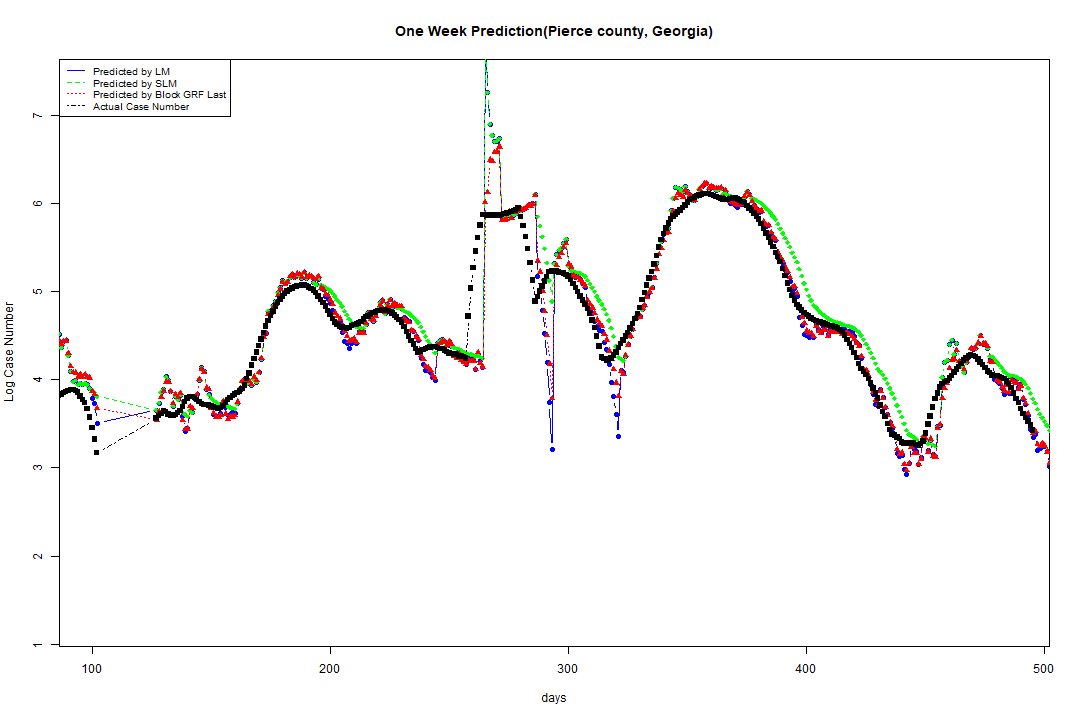 One Week Prediction(Pierce county, Georgia)
Predicted by LM
Predicted by SLM
Predicted by Block GRF Last
Actual Case Number
Log Case Number
7
6
5
4
3
2
1
100 200 300 400 500
days